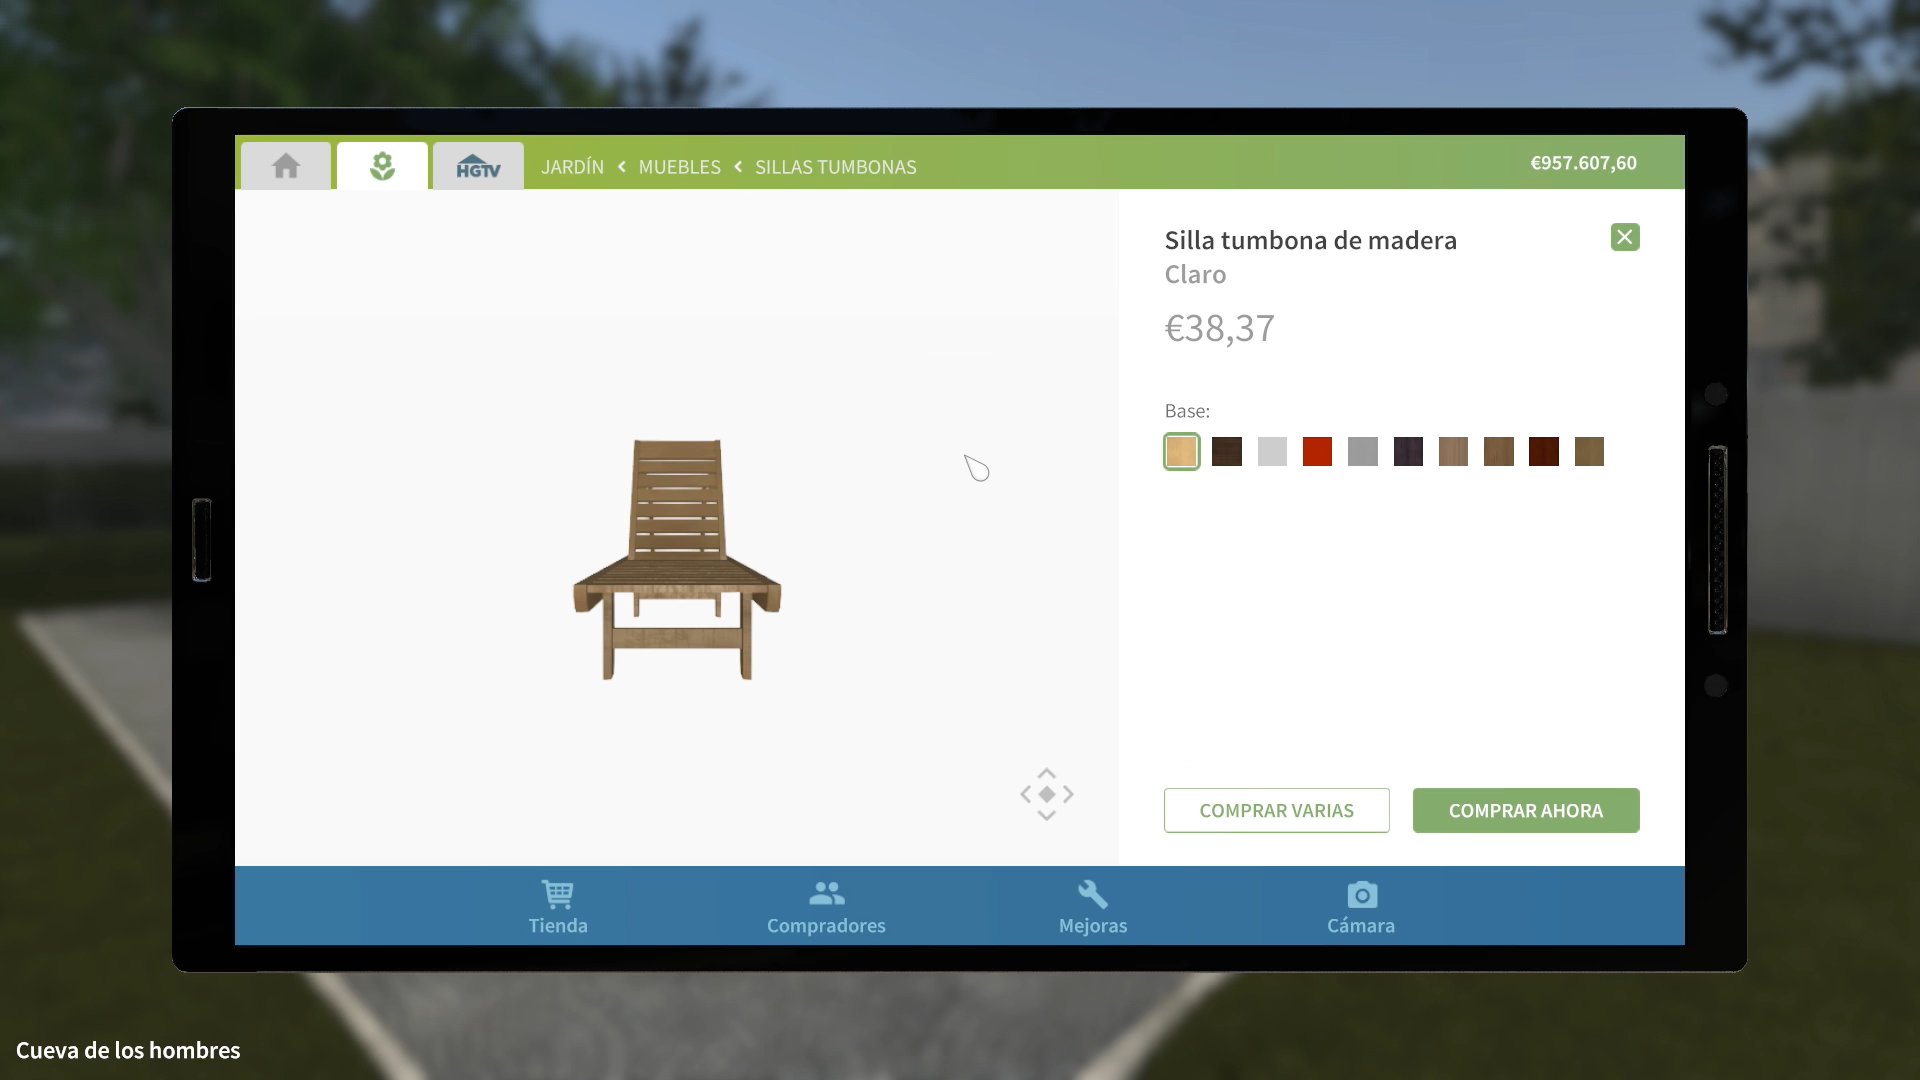 HGTV
JARDÍN < MUEBLES < SILLAS TUMBONAS
€957.607,60
Silla tumbona de madera
Claro
€38,37
Base:
COMPRAR VARIAS
COMPRAR AHORA
Tienda
Compradores
Mejoras
Cámara
Cueva de los hombres